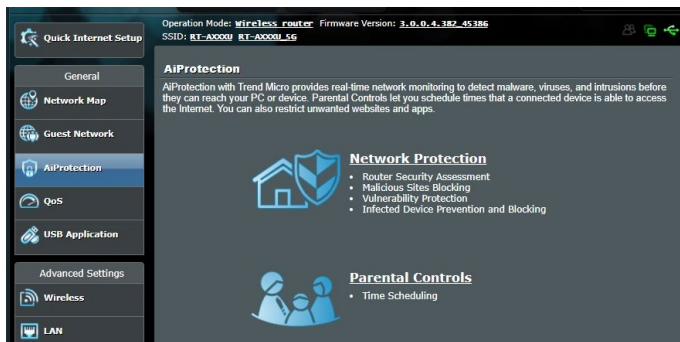 Operation Mode: Wireless router Firmware Version: 3.0.0.4.382_45386
SSID: RT-AXXXU RT-AXXXU_5G
Quick Internet Setup
General
Network Map
Guest Network
AiProtection
QoS
USB Application
Advanced Settings
Wireless
LAN
AiProtection
AiProtection with Trend Micro provides real-time network monitoring to detect malware, viruses, and intrusions before
they can reach your PC or device. Parental Controls let you schedule times that a connected device is able to access
the Internet. You can also restrict unwanted websites and apps.
Network Protection
• Router Security Assessment
• Malicious Sites Blocking
• Vulnerability Protection
• Infected Device Prevention and Blocking
Parental Controls
• Time Scheduling